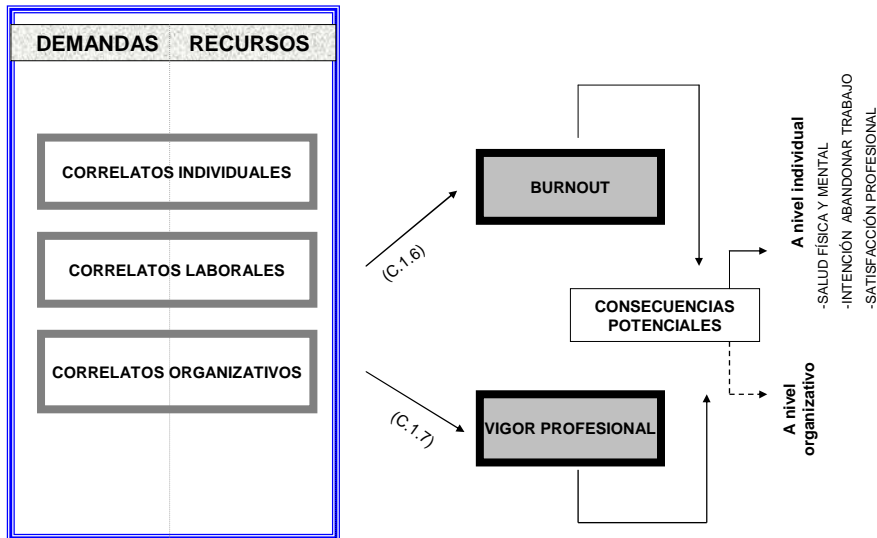 DEMANDAS RECURSOS
CORRELATOS INDIVIDUALES
CORRELATOS LABORALES
CORRELATOS ORGANIZATIVOS
(C.1.6)
(C.1.7)
BURNOUT
VIGOR PROFESIONAL
CONSECUENCIAS
POTENCIALES
A nivel individual
-SALUD FÍSICA Y MENTAL
-INTENCIÓN ABANDONAR TRABAJO
-SATISFACCIÓN PROFESIONAL
A nivel
organizativo